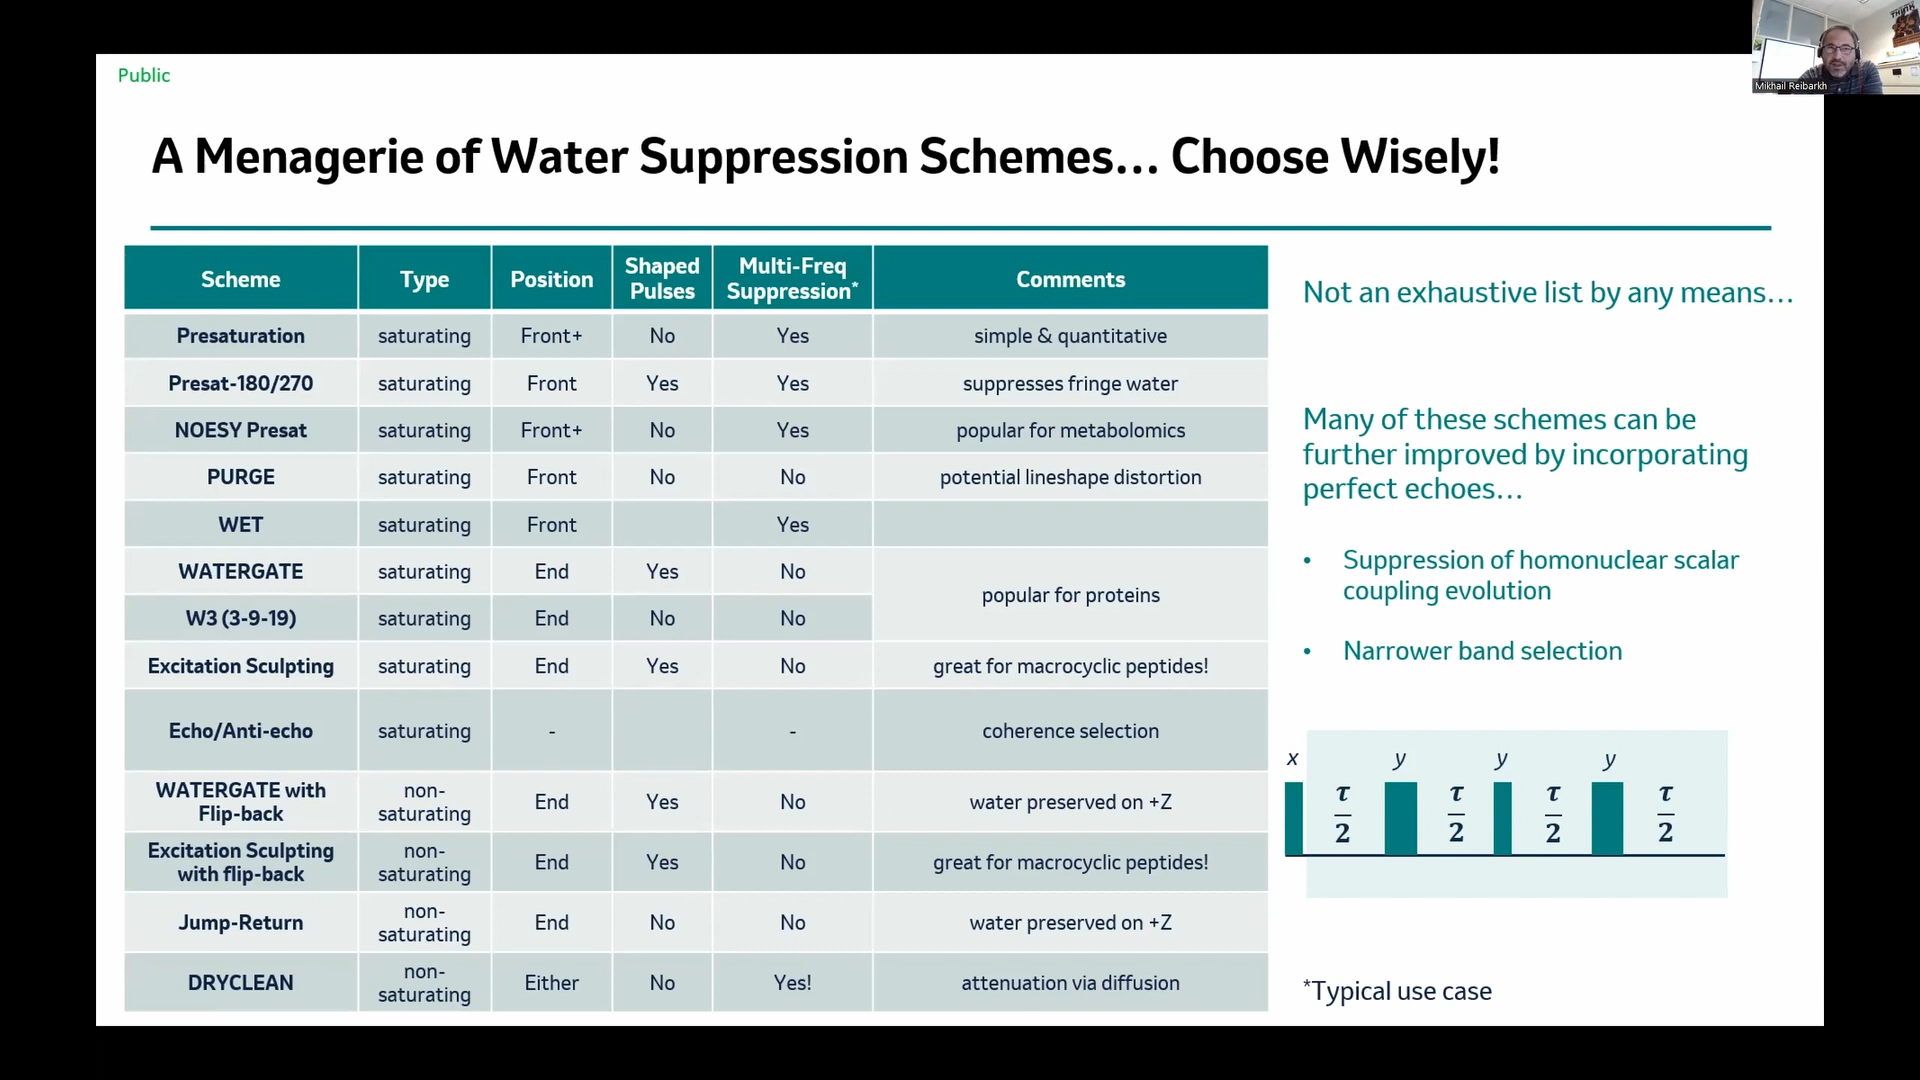 Public
THINK
Mikhail Reibarkh
A Menagerie of Water Suppression Schemes… Choose Wisely!
Scheme Type Position Shaped Pulses Multi-Freq Suppression* Comments
Presaturation saturating Front+ No Yes simple & quantitative
Presat-180/270 saturating Front Yes Yes suppresses fringe water
NOESY Presat saturating Front+ No Yes popular for metabolomics
PURGE saturating Front No No potential lineshape distortion
WET saturating Front Yes
WATERGATE saturating End Yes No popular for proteins
W3 (3-9-19) saturating End No No
Excitation Sculpting saturating End Yes No great for macrocyclic peptides!
Echo/Anti-echo saturating - - coherence selection
WATERGATE with Flip-back non-saturating End Yes No water preserved on +Z
Excitation Sculpting with flip-back non-saturating End Yes No great for macrocyclic peptides!
Jump-Return non-saturating End No No water preserved on +Z
DRYCLEAN non-saturating Either No Yes! attenuation via diffusion
Not an exhaustive list by any means…
Many of these schemes can be
further improved by incorporating
perfect echoes…
• Suppression of homonuclear scalar
coupling evolution
• Narrower band selection
x y y y
τ/2 τ/2 τ/2 τ/2
*Typical use case